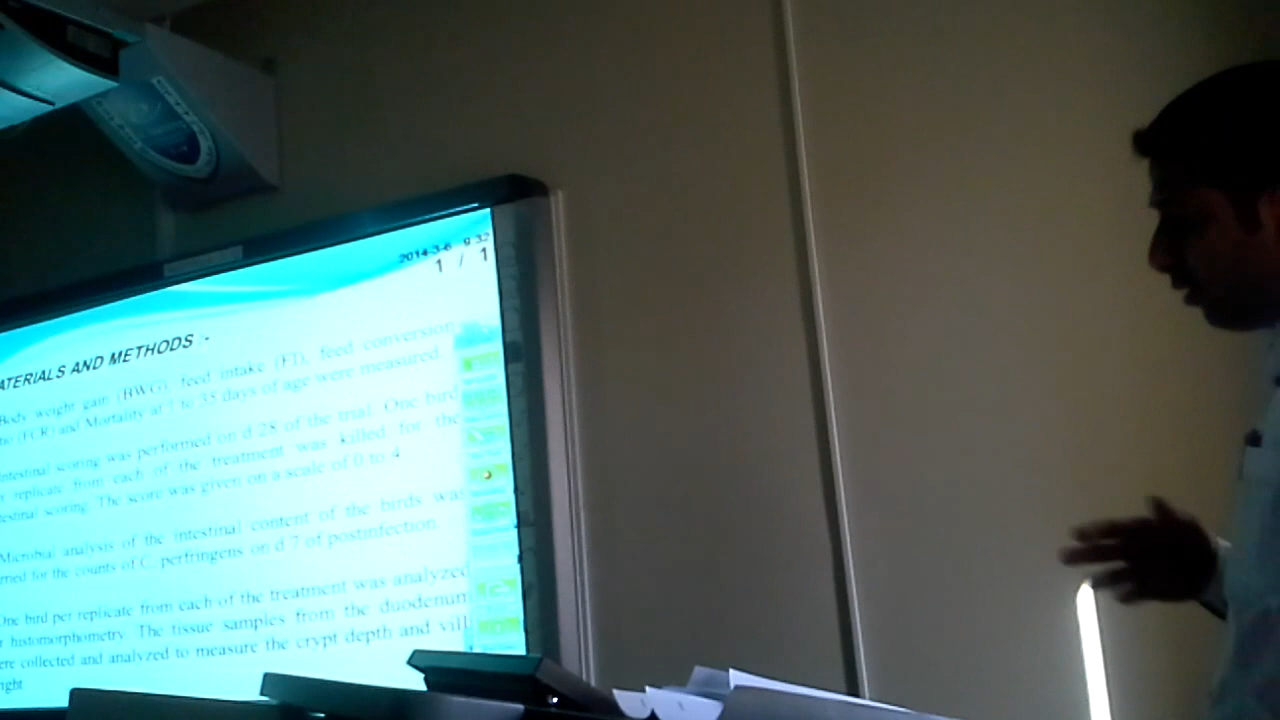 2014-3-6 9:32
1 / 1
ATERIALS AND METHODS :-
Body weight gain (BWG), feed intake (FI), feed conversion
tio (FCR) and Mortality at 1 to 35 days of age were measured.
Intestinal scoring was performed on d 28 of the trial. One bird
r replicate from each of the treatment was killed for the
testinal scoring. The score was given on a scale of 0 to 4.
Microbial analysis of the intestinal content of the birds was
rmed for the counts of C. perfringens on d 7 of postinfection.
One bird per replicate from each of the treatment was analyzed
r histomorphometry. The tissue samples from the duodenum
ere collected and analyzed to measure the crypt depth and vill
ight